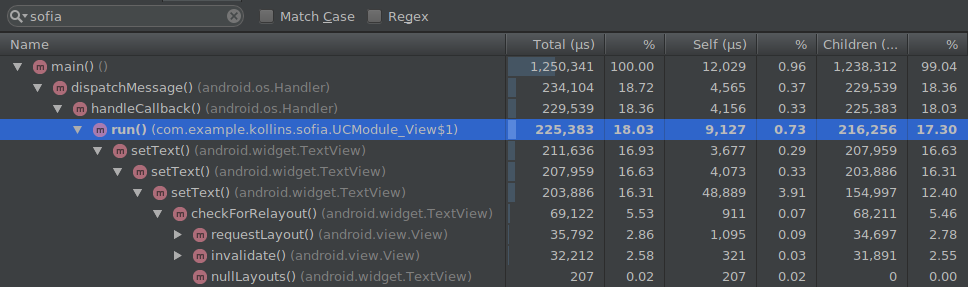 sofia Match Case Regex
Name Total (μs) % Self (μs) % Children (... %
m main() () 1,250,341 100.00 12,029 0.96 1,238,312 99.04
m dispatchMessage() (android.os.Handler) 234,104 18.72 4,565 0.37 229,539 18.36
m handleCallback() (android.os.Handler) 229,539 18.36 4,156 0.33 225,383 18.03
m run() (com.example.kollins.sofia.UCModule_View$1) 225,383 18.03 9,127 0.73 216,256 17.30
m setText() (android.widget.TextView) 211,636 16.93 3,677 0.29 207,959 16.63
m setText() (android.widget.TextView) 207,959 16.63 4,073 0.33 203,886 16.31
m setText() (android.widget.TextView) 203,886 16.31 48,889 3.91 154,997 12.40
m checkForRelayout() (android.widget.TextView) 69,122 5.53 911 0.07 68,211 5.46
m requestLayout() (android.view.View) 35,792 2.86 1,095 0.09 34,697 2.78
m invalidate() (android.view.View) 32,212 2.58 321 0.03 31,891 2.55
m nullLayouts() (android.widget.TextView) 207 0.02 207 0.02 0 0.00